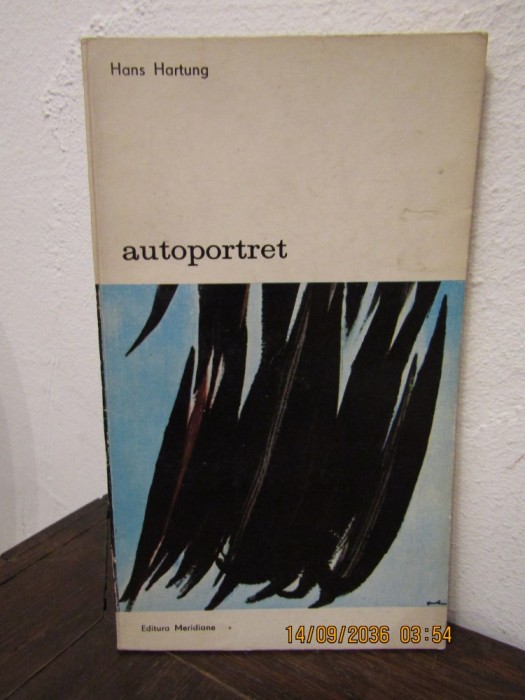 Hans Hartung
autoportret
Editura Meridiane
14/09/2036 03:54